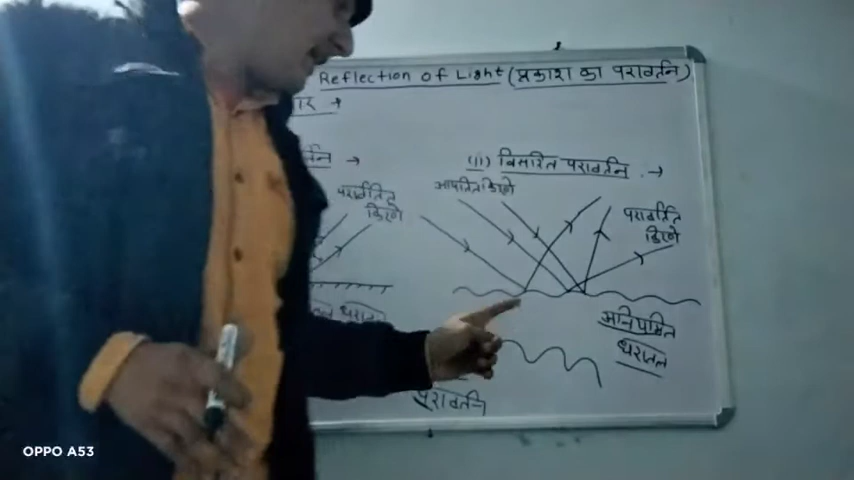 Reflection of Light (प्रकाश का परावर्तन)
(II) विसरित परावर्तन →
परावर्तित
किरणे
आपतित किरणे
परावर्तित
किरणे
अनियमित
धरातल
परावर्तन
OPPO A53